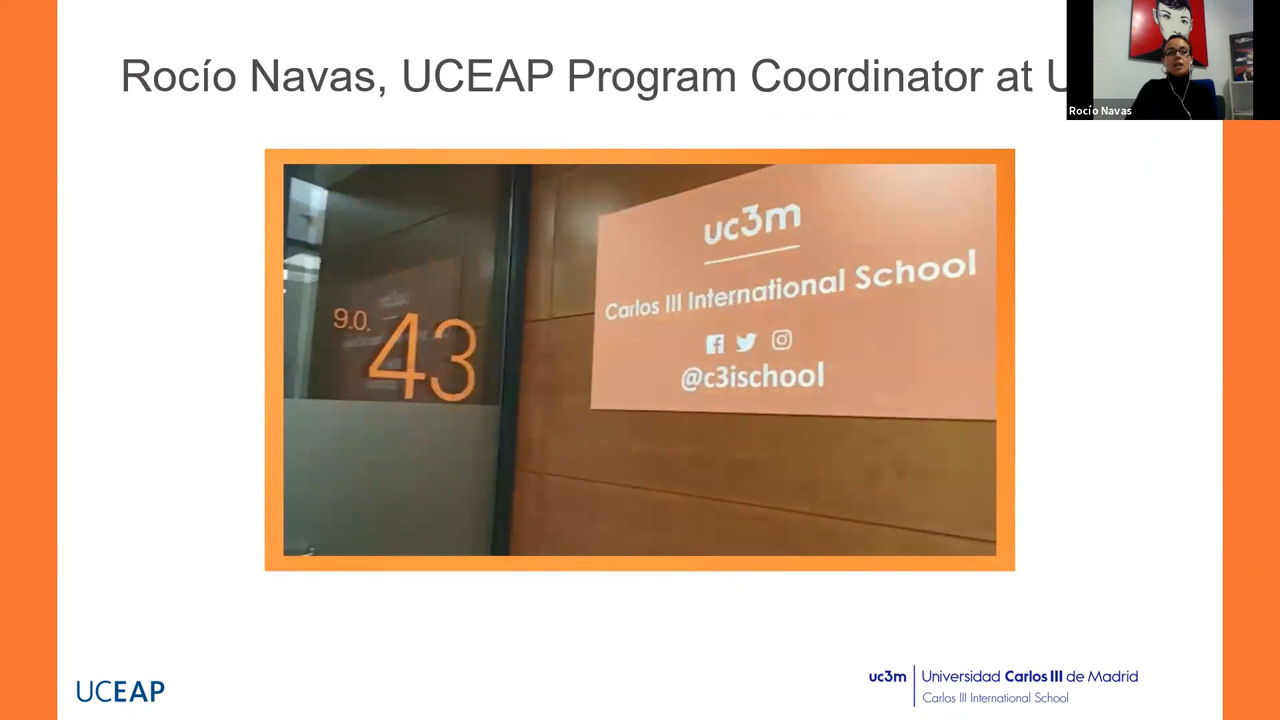 Rocío Navas, UCEAP Program Coordinator at U
Rocío Navas
uc3m
Carlos III International School
@c3ischool
9.0.
43
UCEAP
uc3m | Universidad Carlos III de Madrid
Carlos III International School